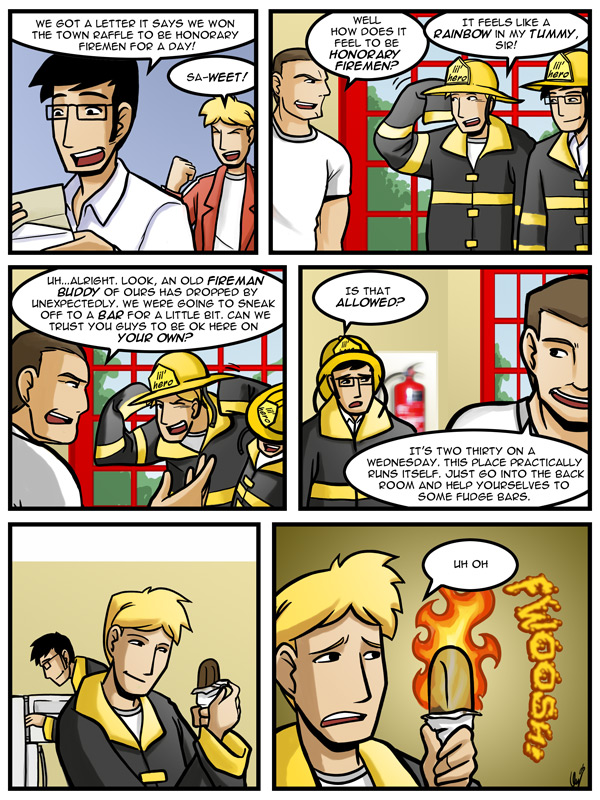 WE GOT A LETTER IT SAYS WE WON
THE TOWN RAFFLE TO BE HONORARY
FIREMEN FOR A DAY!
SA-WEET!
WELL
HOW DOES IT
FEEL TO BE
HONORARY
FIREMEN?
IT FEELS LIKE A
RAINBOW IN MY TUMMY,
SIR!
lil'
hero
lil'
hero
UH...ALRIGHT. LOOK, AN OLD FIREMAN
BUDDY OF OURS HAS DROPPED BY
UNEXPECTEDLY. WE WERE GOING TO SNEAK
OFF TO A BAR FOR A LITTLE BIT. CAN WE
TRUST YOU GUYS TO BE OK HERE ON
YOUR OWN?
lil'
hero
hero
IS THAT
ALLOWED?
IT'S TWO THIRTY ON A
WEDNESDAY. THIS PLACE PRACTICALLY
RUNS ITSELF. JUST GO INTO THE BACK
ROOM AND HELP YOURSELVES TO
SOME FUDGE BARS.
UH OH
FWOOSH!